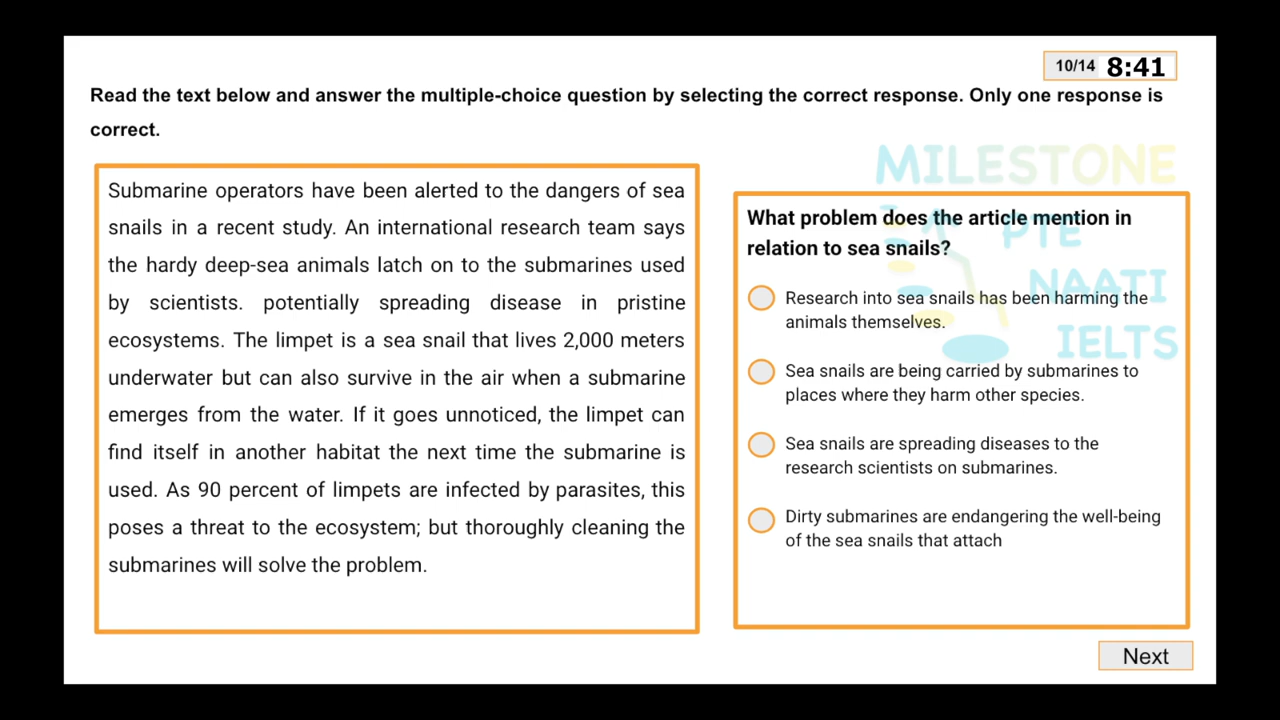 10/14 8:41
Read the text below and answer the multiple-choice question by selecting the correct response. Only one response is
correct.
MILESTONE
PTE
NAATI
IELTS
Submarine operators have been alerted to the dangers of sea
snails in a recent study. An international research team says
the hardy deep-sea animals latch on to the submarines used
by scientists. potentially spreading disease in pristine
ecosystems. The limpet is a sea snail that lives 2,000 meters
underwater but can also survive in the air when a submarine
emerges from the water. If it goes unnoticed, the limpet can
find itself in another habitat the next time the submarine is
used. As 90 percent of limpets are infected by parasites, this
poses a threat to the ecosystem; but thoroughly cleaning the
submarines will solve the problem.
What problem does the article mention in
relation to sea snails?
Research into sea snails has been harming the
animals themselves.
Sea snails are being carried by submarines to
places where they harm other species.
Sea snails are spreading diseases to the
research scientists on submarines.
Dirty submarines are endangering the well-being
of the sea snails that attach
Next